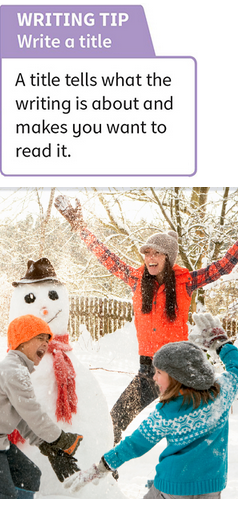 WRITING TIP
Write a title
A title tells what the
writing is about and
makes you want to
read it.